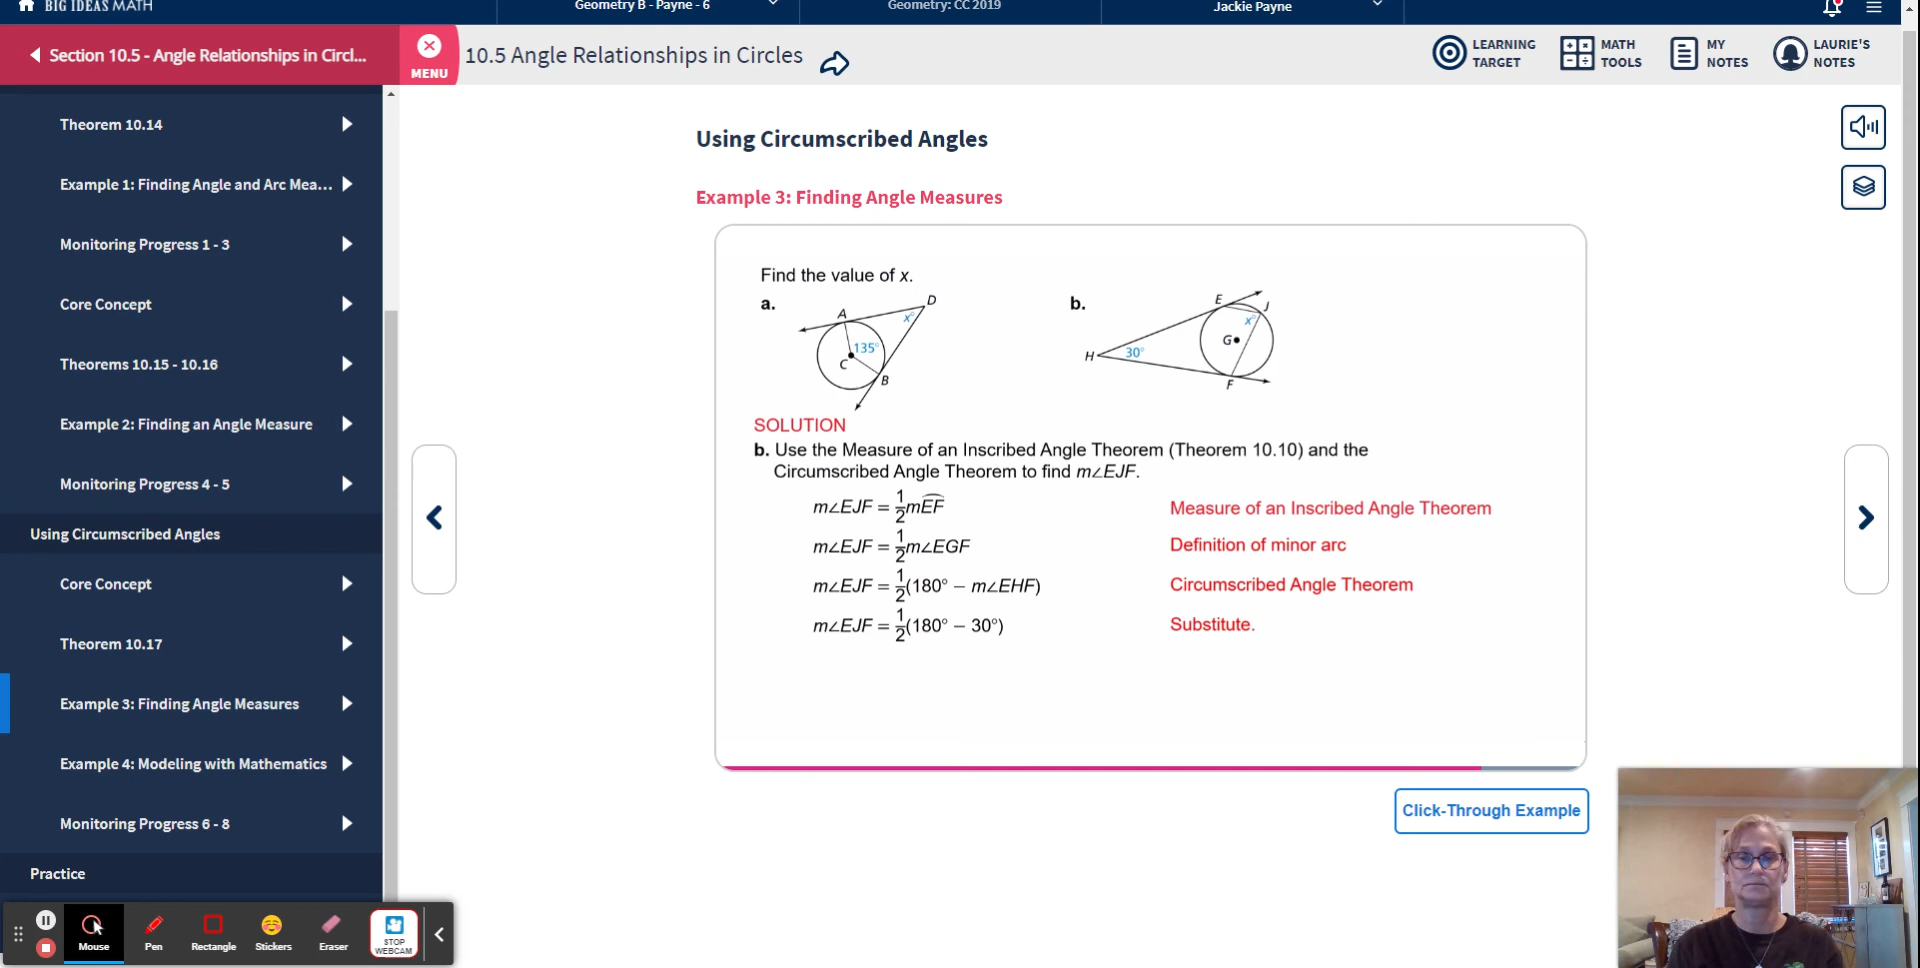 BIG IDEAS MATH
Geometry B - Payne - 6
Geometry: CC 2019
Jackie Payne
Section 10.5 - Angle Relationships in Circl...
MENU
10.5 Angle Relationships in Circles
LEARNING TARGET
MATH TOOLS
MY NOTES
LAURIE'S NOTES
Theorem 10.14
Example 1: Finding Angle and Arc Mea...
Monitoring Progress 1 - 3
Core Concept
Theorems 10.15 - 10.16
Example 2: Finding an Angle Measure
Monitoring Progress 4 - 5
Using Circumscribed Angles
Core Concept
Theorem 10.17
Example 3: Finding Angle Measures
Example 4: Modeling with Mathematics
Monitoring Progress 6 - 8
Practice
Using Circumscribed Angles
Example 3: Finding Angle Measures
Find the value of x.
a.
A
D
x°
135°
C
B
b.
E
J
x°
G
H
30°
F
SOLUTION
b. Use the Measure of an Inscribed Angle Theorem (Theorem 10.10) and the
Circumscribed Angle Theorem to find m∠EJF.
m∠EJF = 1/2 m⌢EF Measure of an Inscribed Angle Theorem
m∠EJF = 1/2 m∠EGF Definition of minor arc
m∠EJF = 1/2 (180° − m∠EHF) Circumscribed Angle Theorem
m∠EJF = 1/2 (180° − 30°) Substitute.
Click-Through Example
Mouse
Pen
Rectangle
Stickers
Eraser
STOP WEBCAM